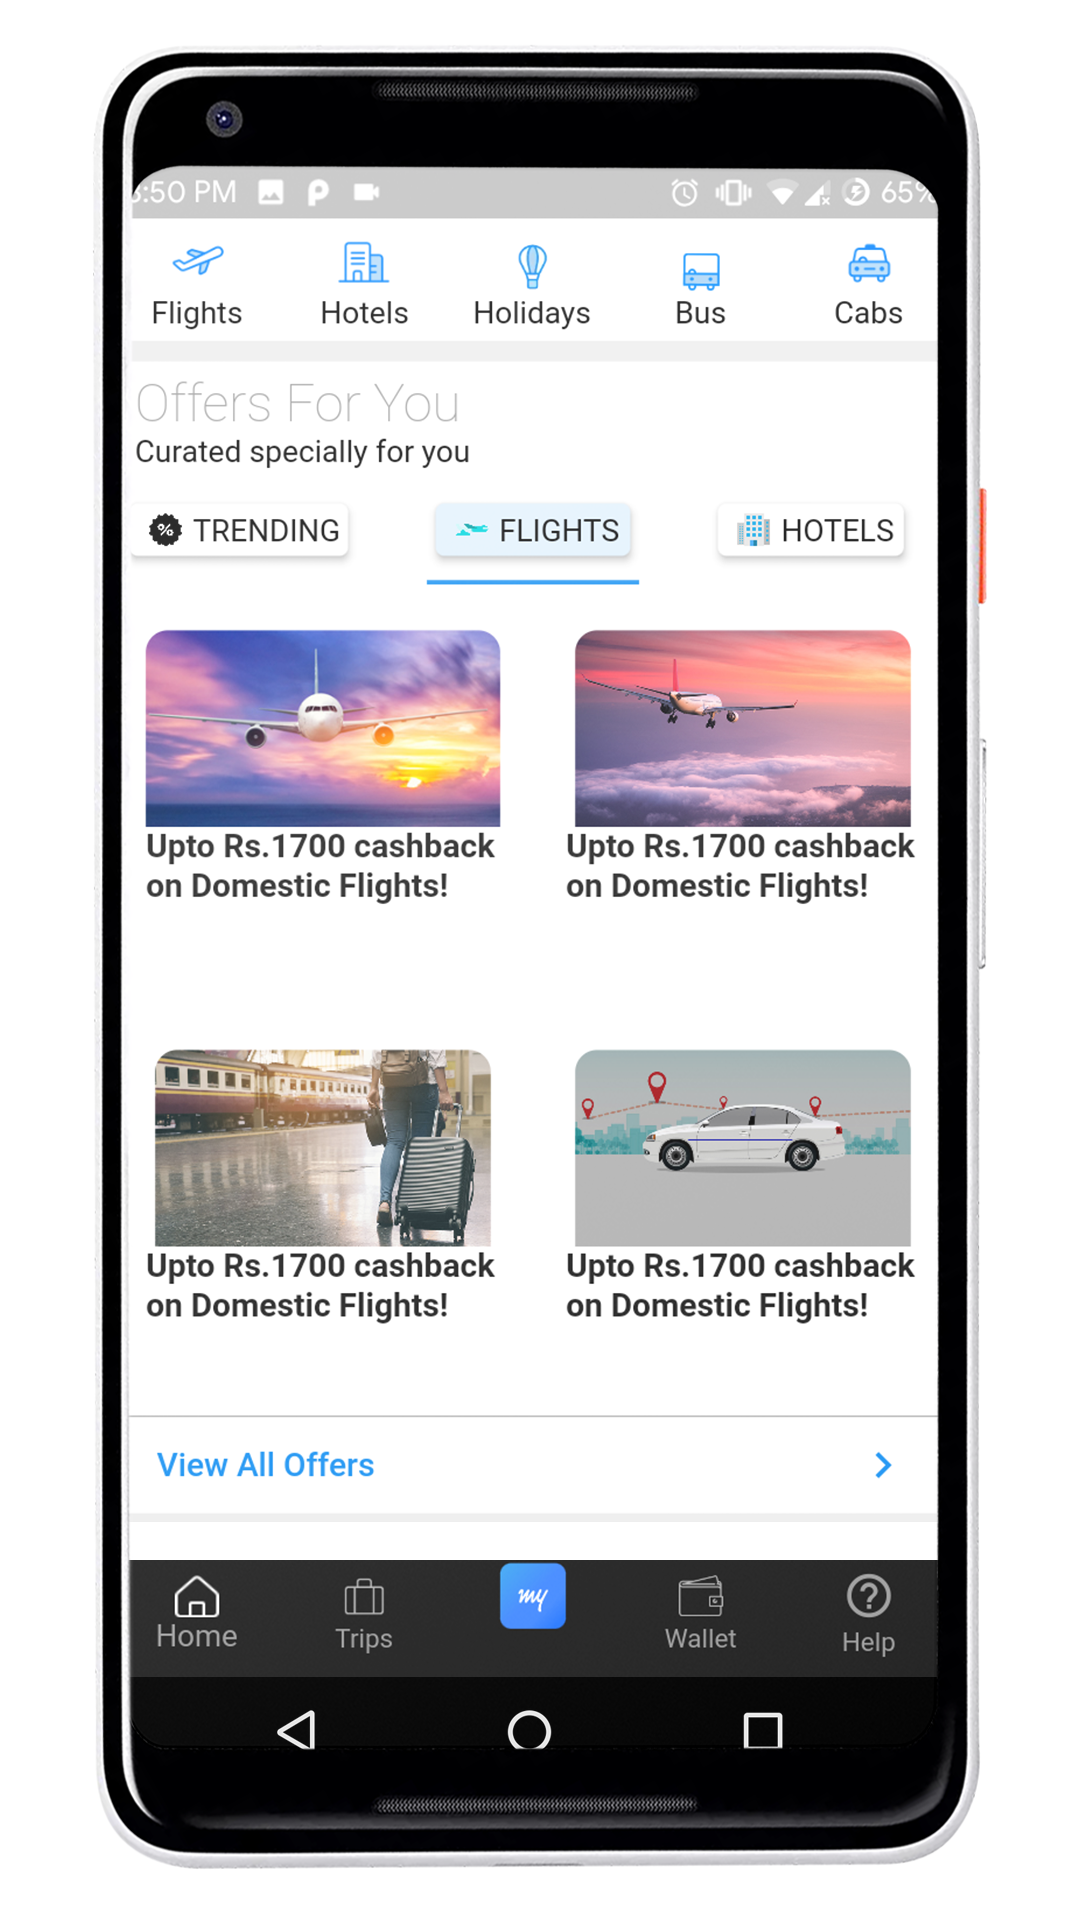 :50 PM 65%
Flights Hotels Holidays Bus Cabs
Offers For You
Curated specially for you
TRENDING FLIGHTS HOTELS
Upto Rs.1700 cashback
on Domestic Flights!
Upto Rs.1700 cashback
on Domestic Flights!
Upto Rs.1700 cashback
on Domestic Flights!
Upto Rs.1700 cashback
on Domestic Flights!
View All Offers
my
Home Trips Wallet Help